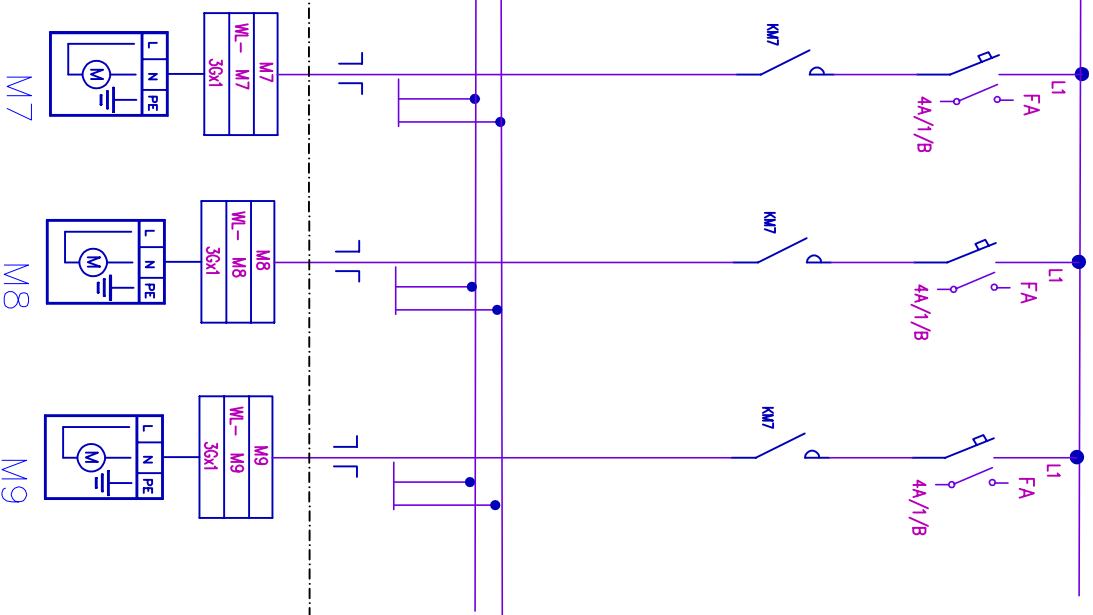 L1
FA
4A/1/B
KM7
M7
WL- M7
3Gx1
L N PE
M
M7
L1
FA
4A/1/B
KM7
M8
WL- M8
3Gx1
L N PE
M
M8
L1
FA
4A/1/B
KM7
M9
WL- M9
3Gx1
L N PE
M
M9